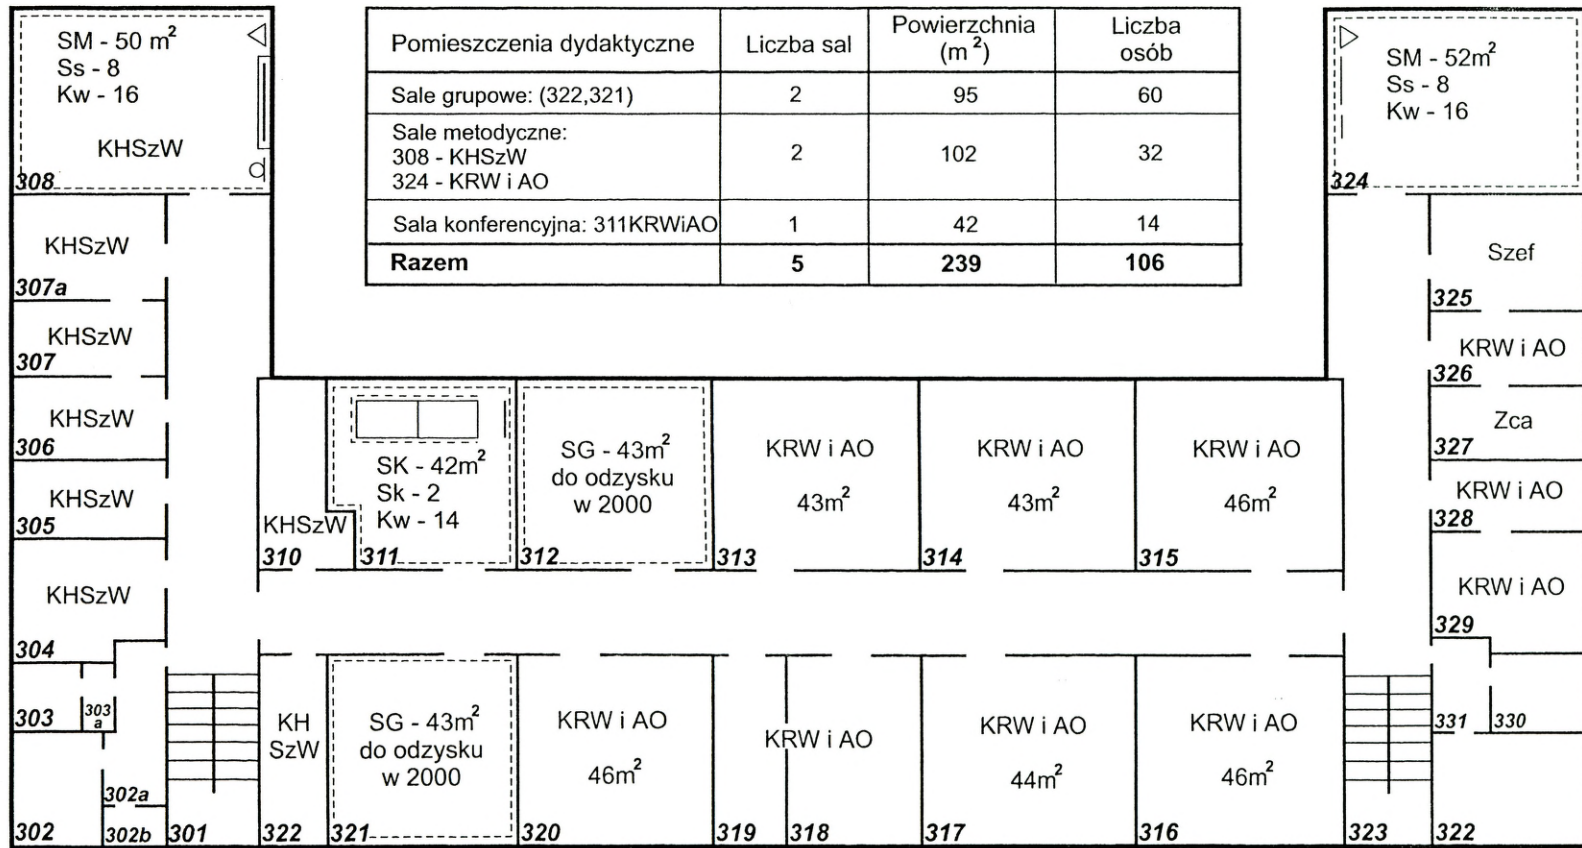 SM - 50 m²
Ss - 8
Kw - 16
KHSzW
308
Pomieszczenia dydaktyczne Liczba sal Powierzchnia (m²) Liczba osób
Sale grupowe: (322,321) 2 95 60
Sale metodyczne:
308 - KHSzW 2 102 32
324 - KRW i AO
Sala konferencyjna: 311KRWiAO 1 42 14
Razem 5 239 106
SM - 52m²
Ss - 8
Kw - 16
324
KHSzW
307a
KHSzW
307
KHSzW
306
KHSzW
305
KHSzW
304
303
303
a
302
302a
302b
301
Szef
325
KRW i AO
326
Zca
327
KRW i AO
328
KRW i AO
329
331
330
KHSzW
310
SK - 42m²
Sk - 2
Kw - 14
311
SG - 43m²
do odzysku
w 2000
312
KRW i AO
43m²
313
KRW i AO
43m²
314
KRW i AO
46m²
315
KH
SzW
322
SG - 43m²
do odzysku
w 2000
321
KRW i AO
46m²
320
319
KRW i AO
318
KRW i AO
44m²
317
KRW i AO
46m²
316
323
322